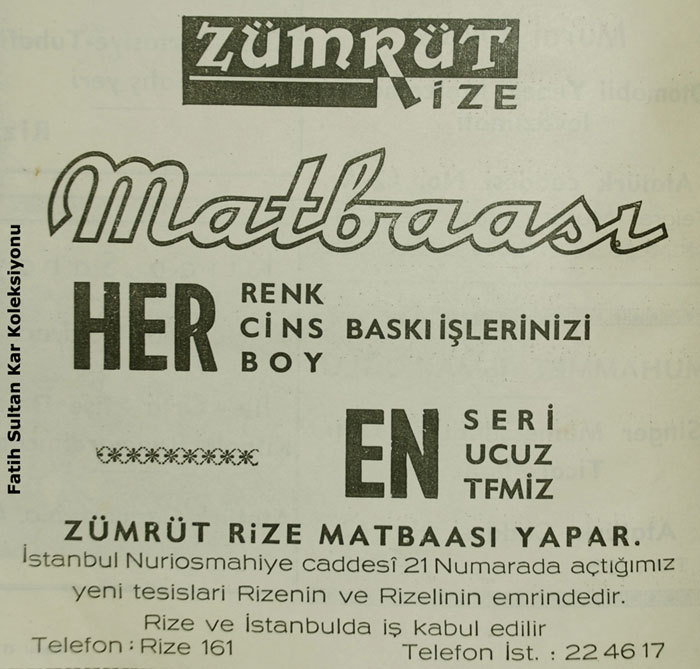 ZÜMRÜT
RİZE
Matbaası
HER RENK CİNS BOY BASKI İŞLERİNİZİ
EN SERİ UCUZ TFMİZ
ZÜMRÜT RİZE MATBAASI YAPAR.
İstanbul Nuriosmahiye caddesî 21 Numarada açtığımız
yeni tesislari Rizenin ve Rizelinin emrindedir.
Rize ve İstanbulda iş kabul edilir
Telefon : Rize 161 Telefon İst. : 22 46 17
Fatih Sultan Kar Koleksiyonu